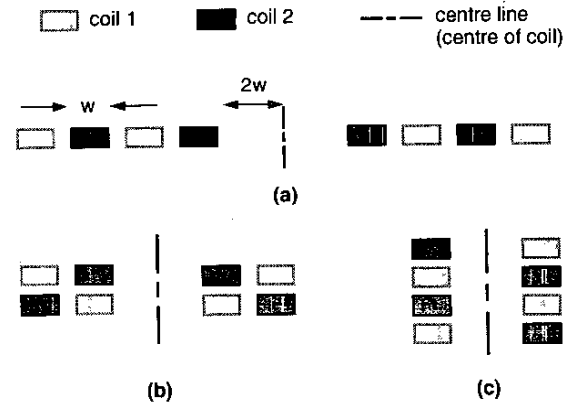 coil 1
coil 2
centre line
(centre of coil)
w
2w
(a)
(b)
(c)